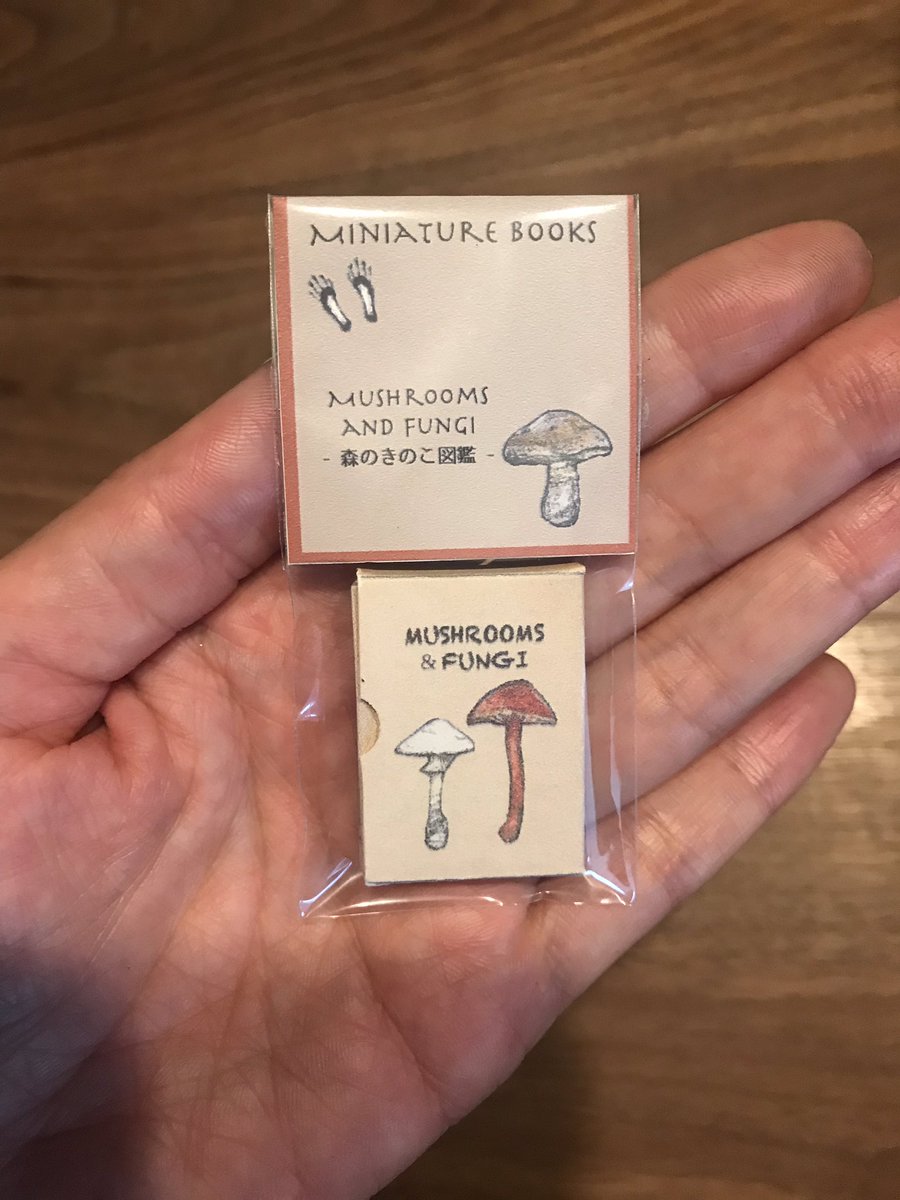 MINIATURE BOOKS
MUSHROOMS
AND FUNGI
- 森のきのこ図鑑 -
MUSHROOMS
& FUNGI